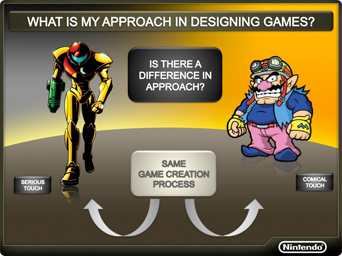 WHAT IS MY APPROACH IN DESIGNING GAMES?
IS THERE A
DIFFERENCE IN
APPROACH?
SAME
GAME CREATION
PROCESS
SERIOUS
TOUCH
COMICAL
TOUCH
Nintendo